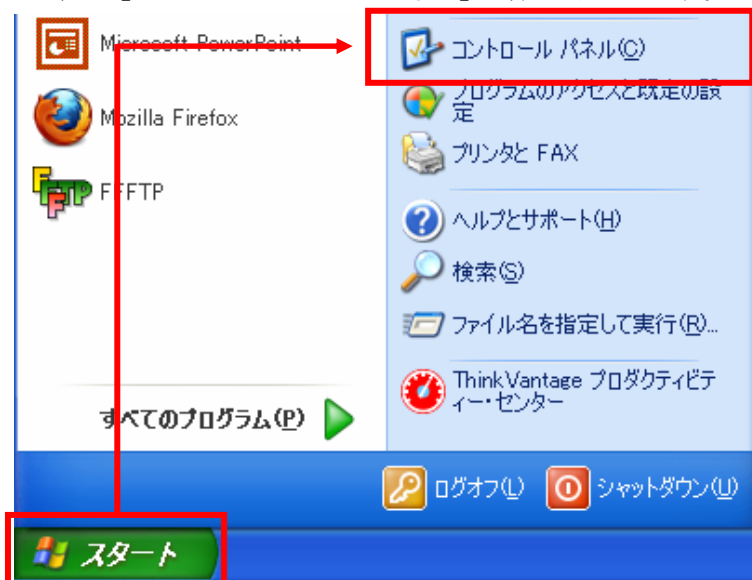 Microsoft PowerPoint
Mozilla Firefox
FFFTP
すべてのプログラム(P)
コントロール パネル(C)
プログラムのアクセスと既定の設
定
プリンタと FAX
ヘルプとサポート(H)
検索(S)
ファイル名を指定して実行(R)...
ThinkVantage プロダクティビテ
ィー・センター
ログオフ(L)
シャットダウン(U)
スタート